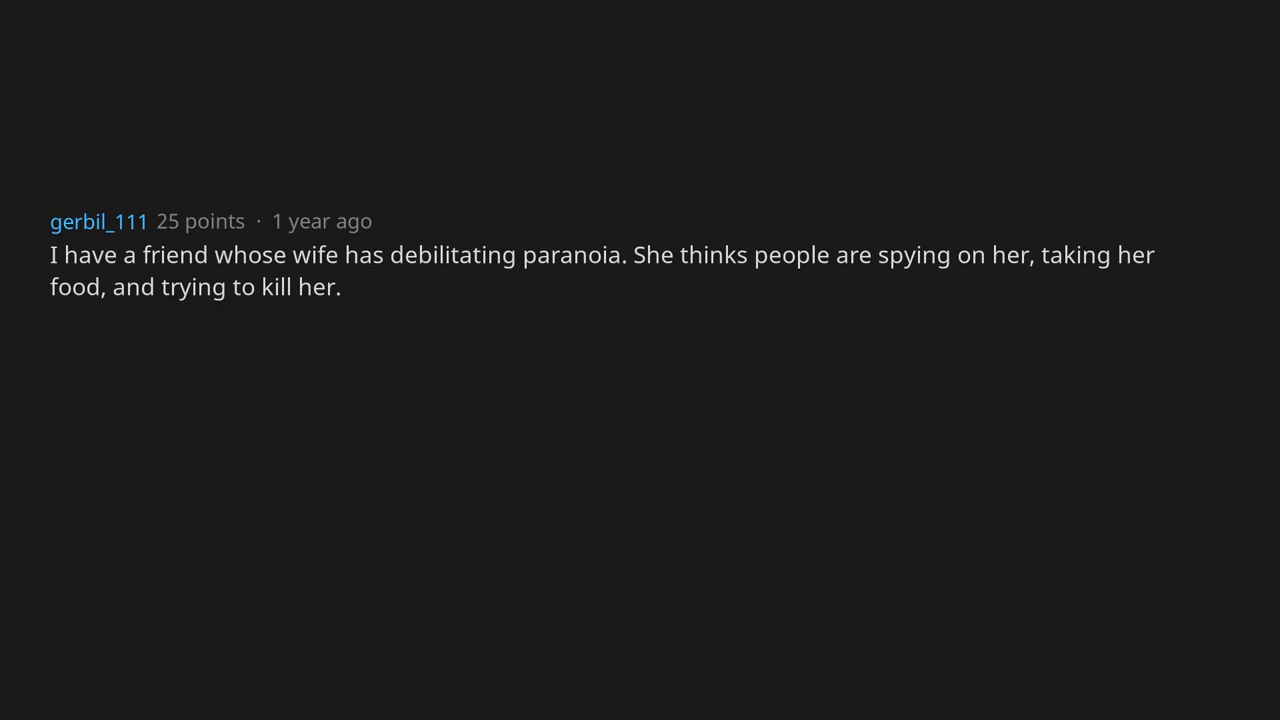 gerbil_111 25 points · 1 year ago
I have a friend whose wife has debilitating paranoia. She thinks people are spying on her, taking her
food, and trying to kill her.